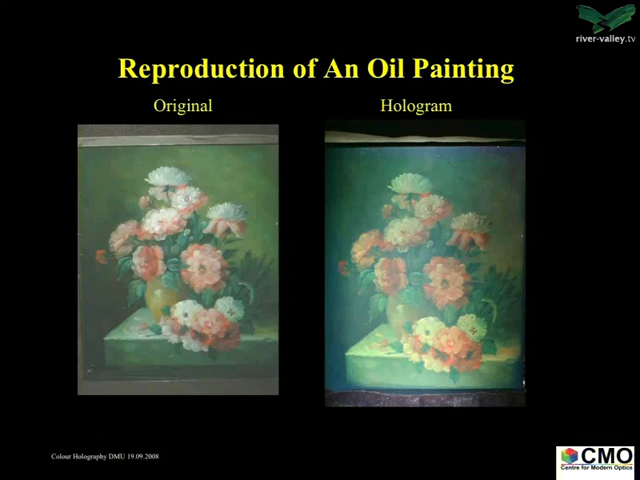 river-valley.tv
Reproduction of An Oil Painting
Original
Hologram
Colour Holography DMU 19.09.2008
CMO
Centre for Modern Optics